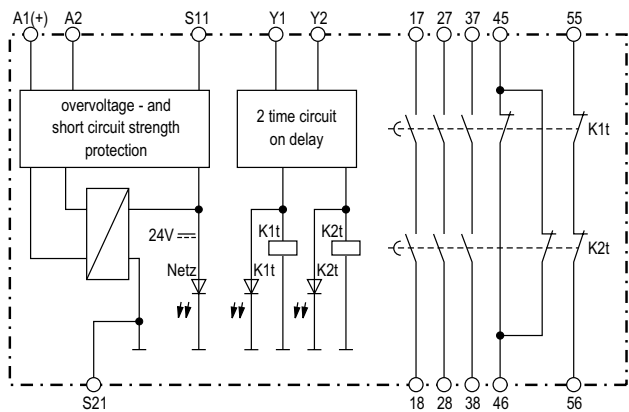 A1(+) A2 S11 Y1 Y2 17 27 37 45 55
overvoltage - and
short circuit strength
protection
2 time circuit
on delay
K1t
24V
K1t
K2t
K2t
Netz
K1t
K2t
S21
18 28 38 46 56